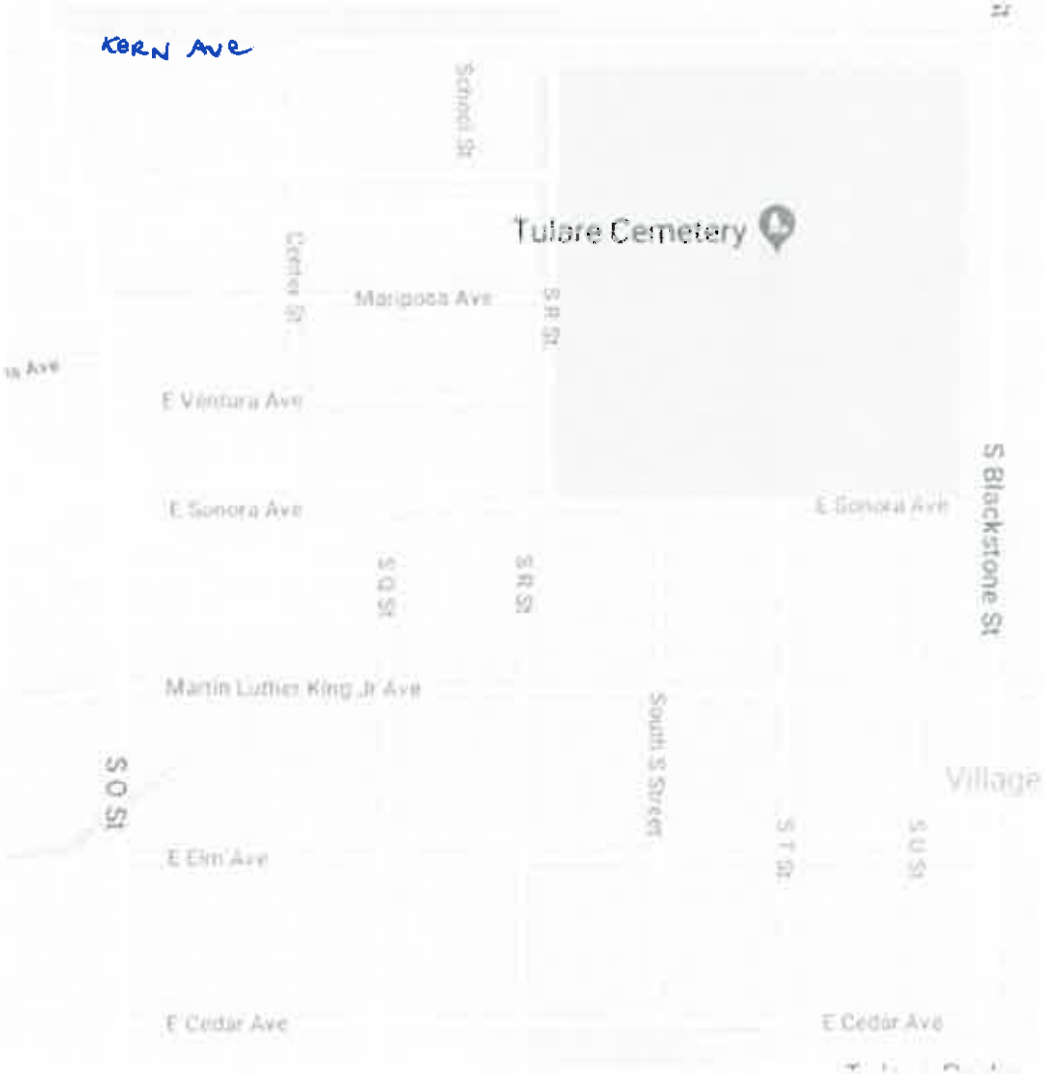 KERN AVE
School St
Tulare Cemetery
Center St
Mariposa Ave
S R St
Ave
E Ventura Ave
S Blackstone St
E Sonora Ave
E Sonora Ave
S Q St
S R St
Martin Luther King Jr Ave
South S Street
S O St
Village
S T St
S U St
E Elm Ave
E Cedar Ave
E Cedar Ave